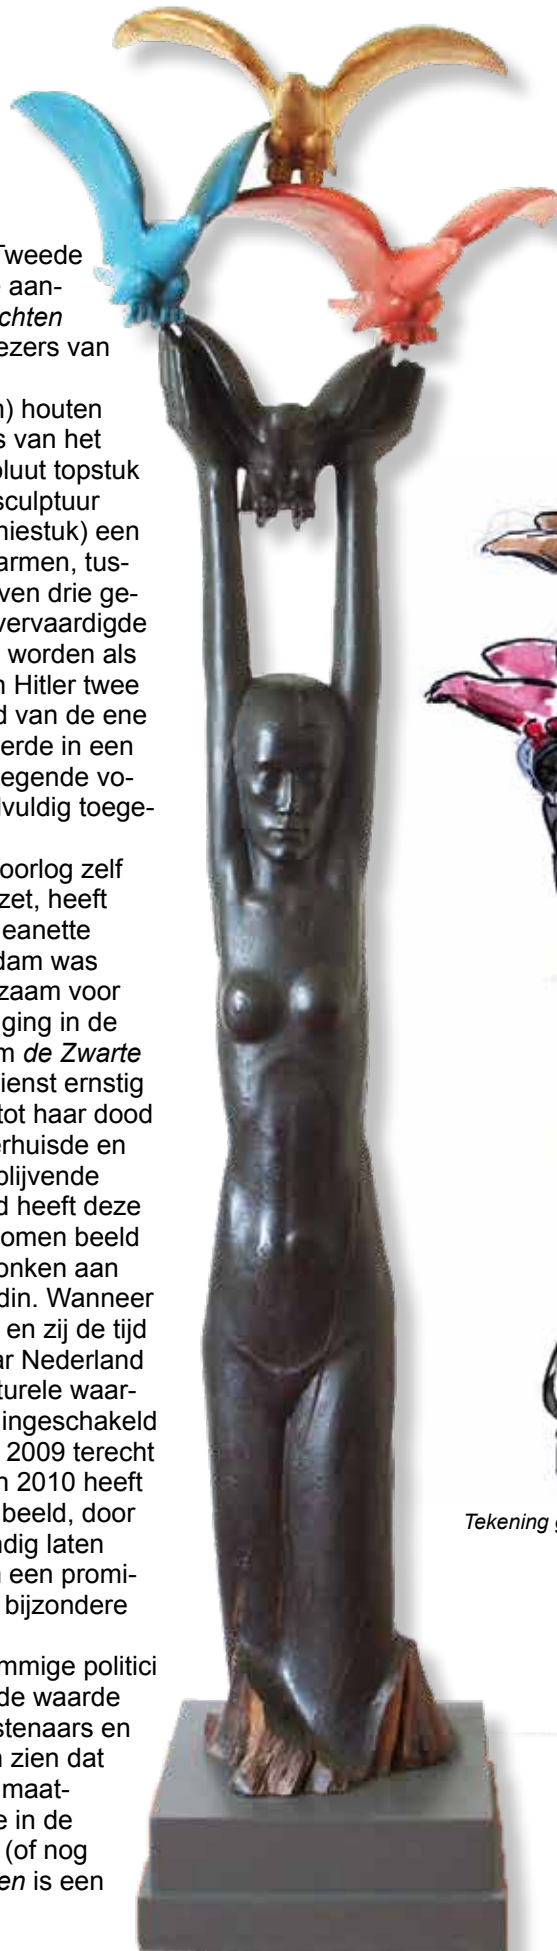 Tweede
aan-
chten
ezers van
) houten
s van het
oluut topstuk
sculptuur
niestuk) een
armen, tus-
ven drie ge-
vervaardigde
worden als
n Hitler twee
d van de ene
erde in een
egende vo-
lvuldig toege-
oorlog zelf
zet, heeft
eanette
dam was
zaam voor
ging in de
m de Zwarte
ienst ernstig
tot haar dood
erhuisde en
blijvende
d heeft deze
omen beeld
onken aan
din. Wanneer
en zij de tijd
ar Nederland
turele waar-
ingeschakeld
2009 terecht
n 2010 heeft
beeld, door
ndig laten
een promi-
bijzondere
mmige politici
de waarde
stenaars en
n zien dat
maat-
e in de
(of nog
en is een
Tekening g